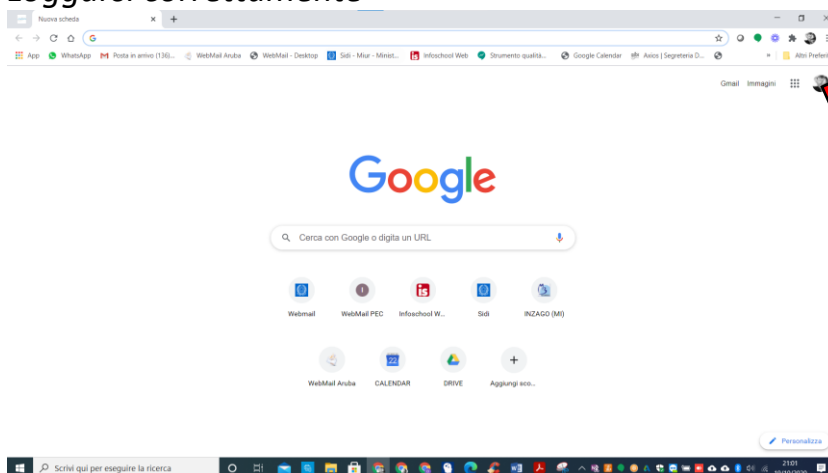 Loggarsi correttamente
Nuova scheda
App WhatsApp Posta in arrivo (136)... WebMail Aruba WebMail - Desktop Sidi - Miur - Minist... Infoschool Web Strumento qualità... Google Calendar Axios | Segreteria D... » Altri Preferiti
Gmail Immagini
Google
Cerca con Google o digita un URL
Webmail WebMail PEC Infoschool W... Sidi INZAGO (MI)
WebMail Aruba CALENDAR DRIVE Aggiungi sco...
Personalizza
Scrivi qui per eseguire la ricerca
21:01